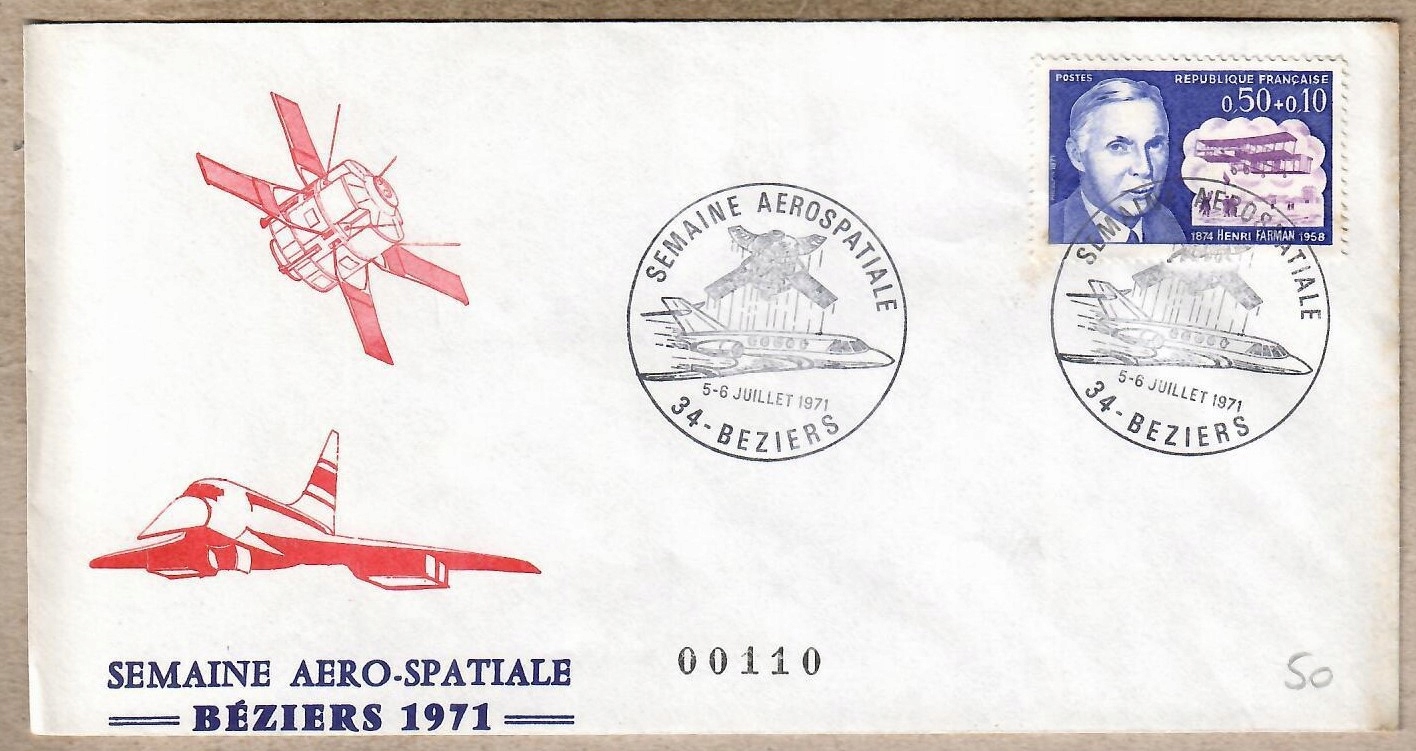 POSTES
REPUBLIQUE FRANÇAISE
0,50+0,10
1874 HENRI FARMAN 1958
SEMAINE AEROSPATIALE
5-6 JUILLET 1971
34-BEZIERS
SEMAINE AEROSPATIALE
5-6 JUILLET 1971
34-BEZIERS
SEMAINE AERO-SPATIALE
BÉZIERS 1971
00110
50